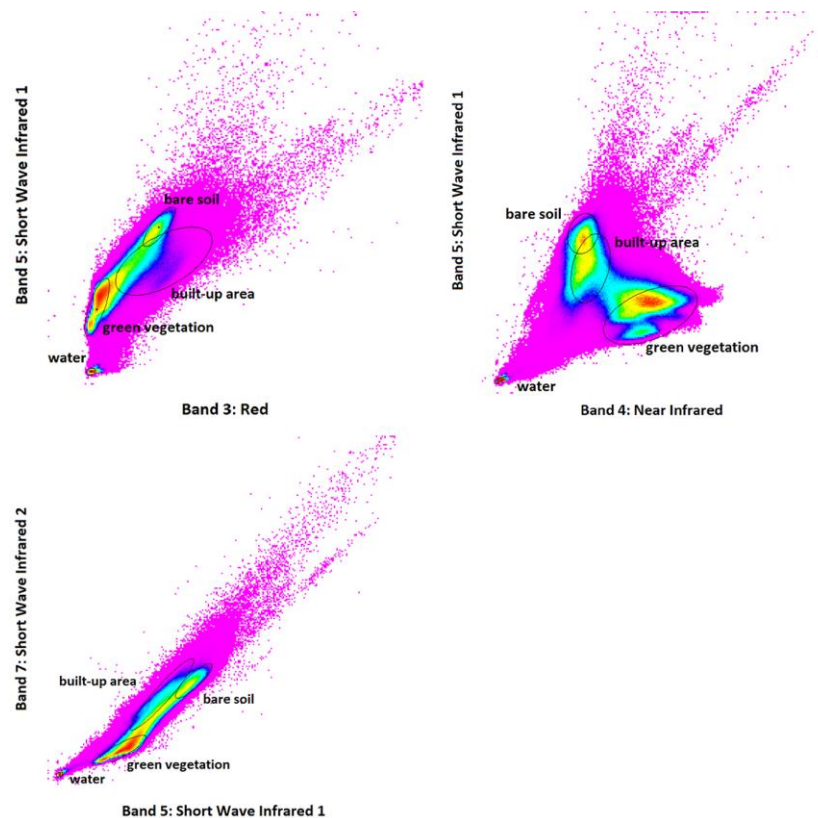 Band 5: Short Wave Infrared 1
bare soil
built-up area
green vegetation
water
Band 3: Red
Band 5: Short Wave Infrared 1
bare soil
built-up area
green vegetation
water
Band 4: Near Infrared
Band 7: Short Wave Infrared 2
built-up area
bare soil
green vegetation
water
Band 5: Short Wave Infrared 1